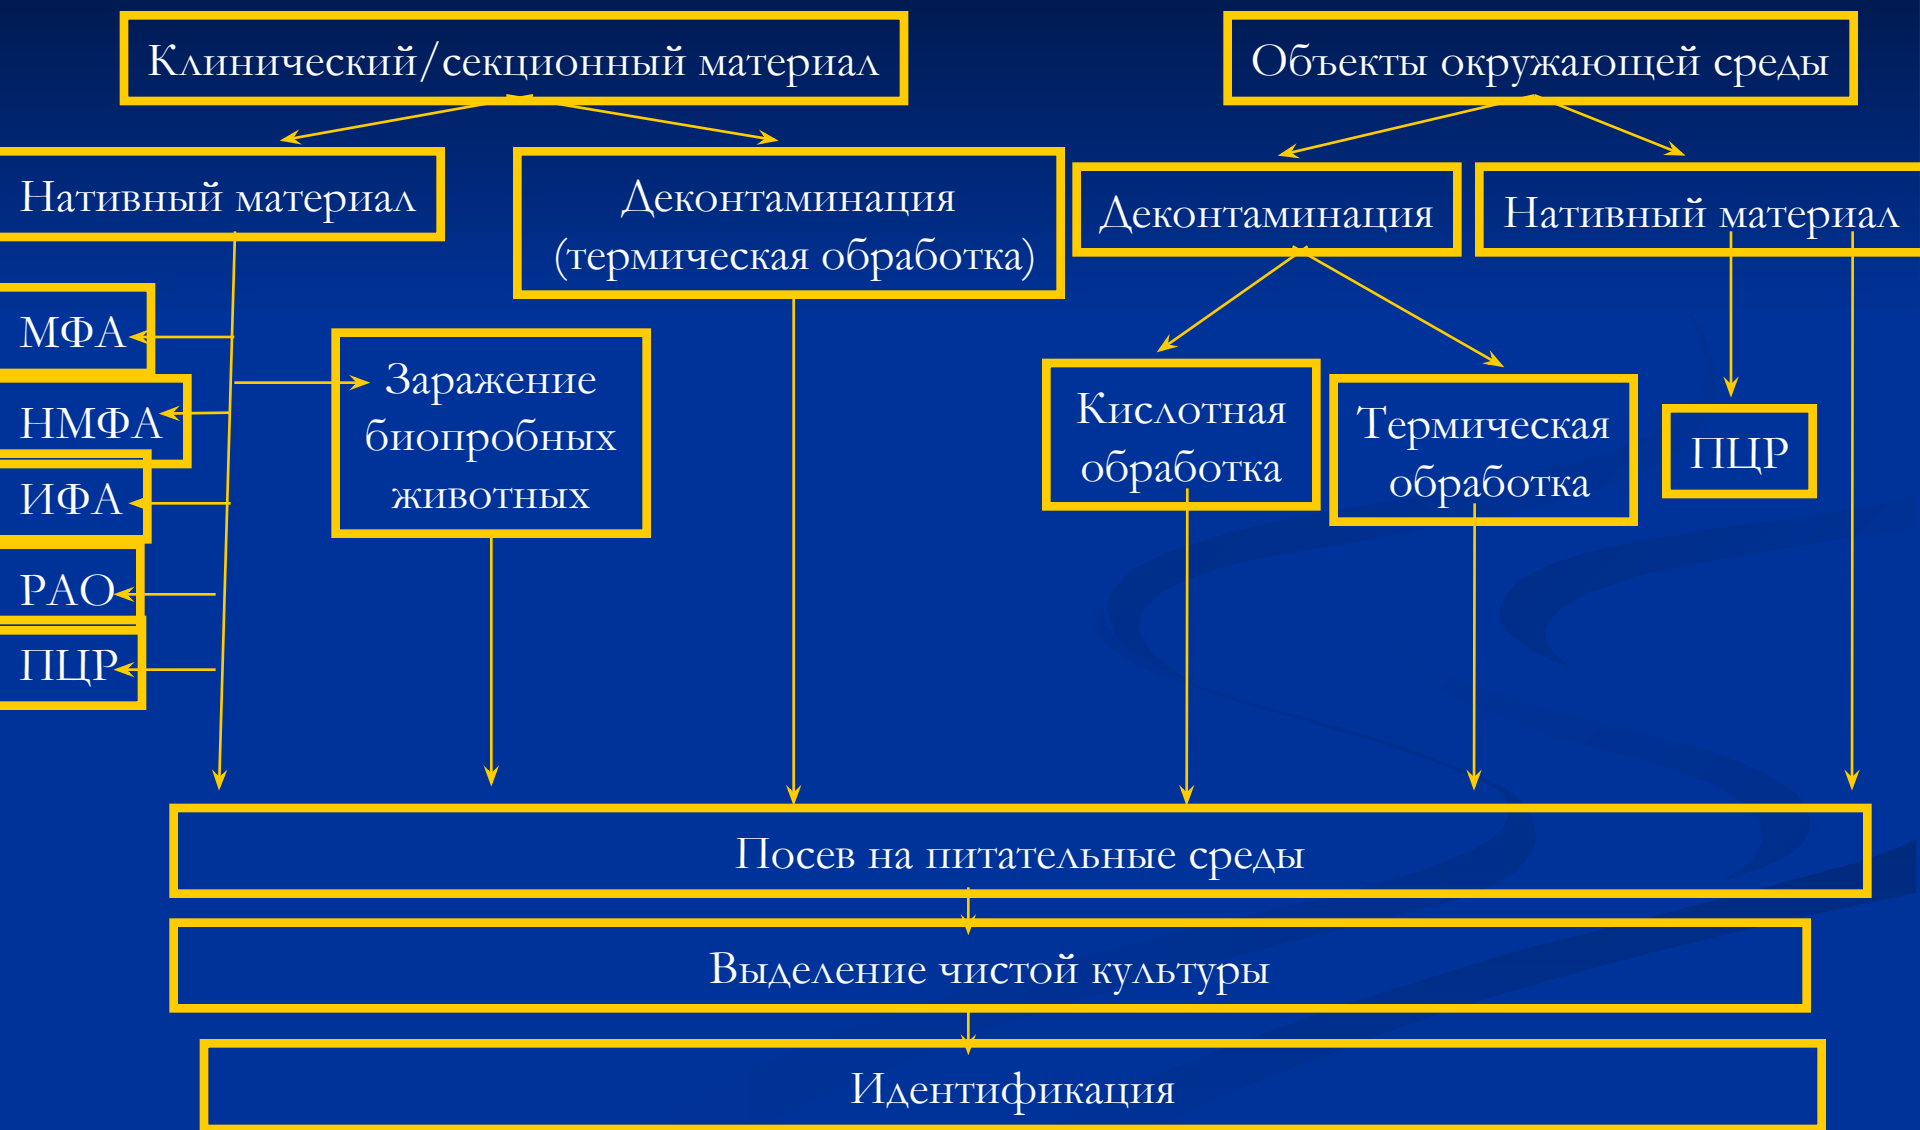 Клинический/секционный материал
Объекты окружающей среды
Нативный материал
Деконтаминация
(термическая обработка)
Деконтаминация
Нативный материал
МФА
НМФА
ИФА
РАО
ПЦР
Заражение
биопробных
животных
Кислотная
обработка
Термическая
обработка
ПЦР
Посев на питательные среды
Выделение чистой культуры
Идентификация